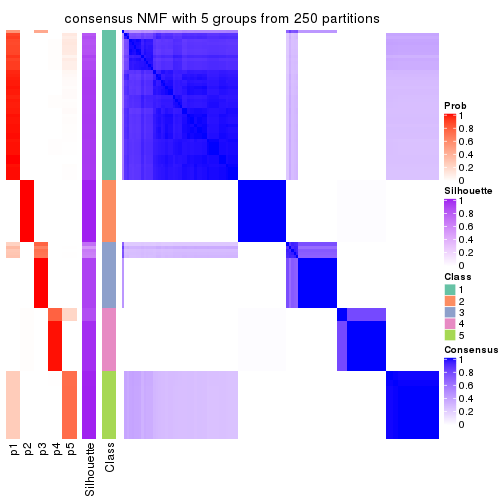 consensus NMF with 5 groups from 250 partitions
Prob
1
0.8
0.6
0.4
0.2
0
Silhouette
1
0.8
0.6
0.4
0.2
0
Class
1
2
3
4
5
Consensus
1
0.8
0.6
0.4
0.2
0
p1
p2
p3
p4
p5
Silhouette
Class